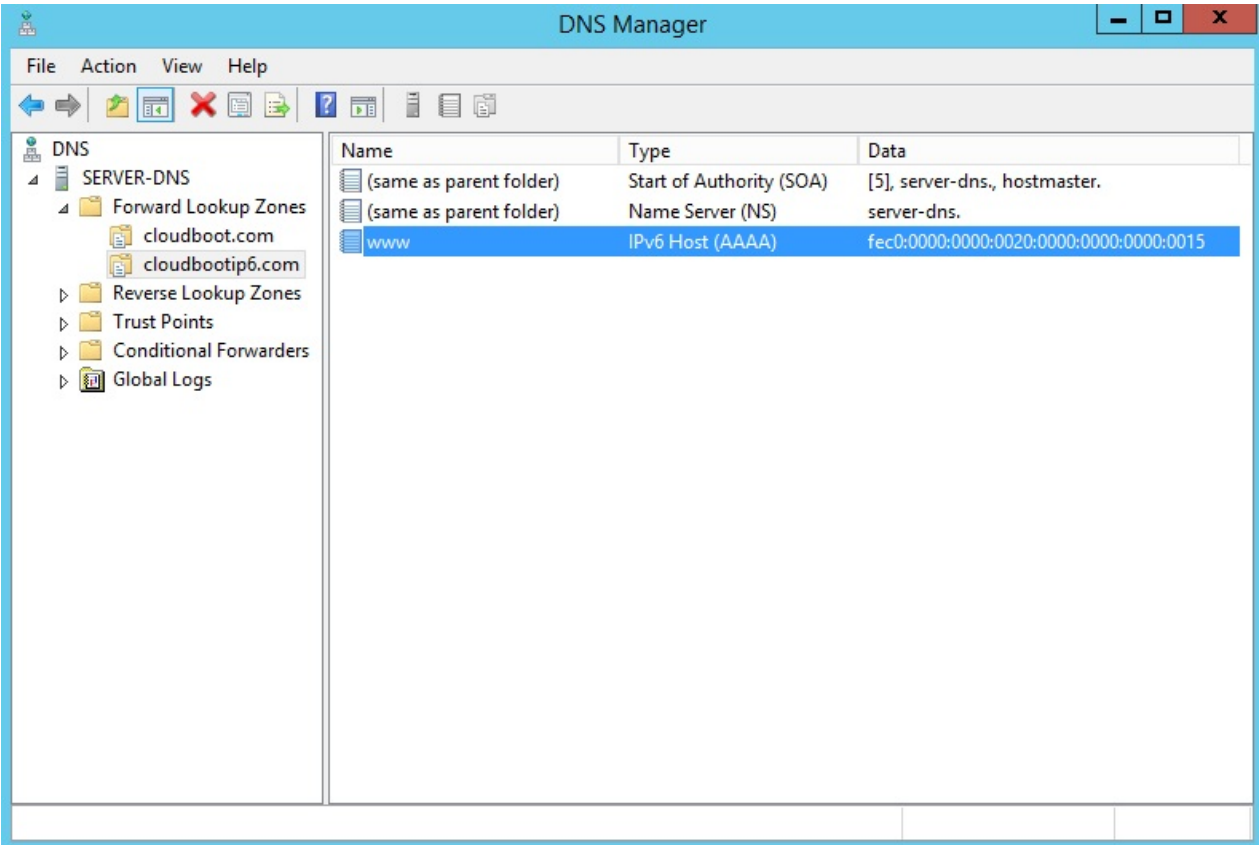 DNS Manager
File Action View Help
DNS
SERVER-DNS
Forward Lookup Zones
cloudboot.com
cloudbootip6.com
Reverse Lookup Zones
Trust Points
Conditional Forwarders
Global Logs
Name Type Data
(same as parent folder) Start of Authority (SOA) [5], server-dns., hostmaster.
(same as parent folder) Name Server (NS) server-dns.
www IPv6 Host (AAAA) fec0:0000:0000:0020:0000:0000:0000:0015